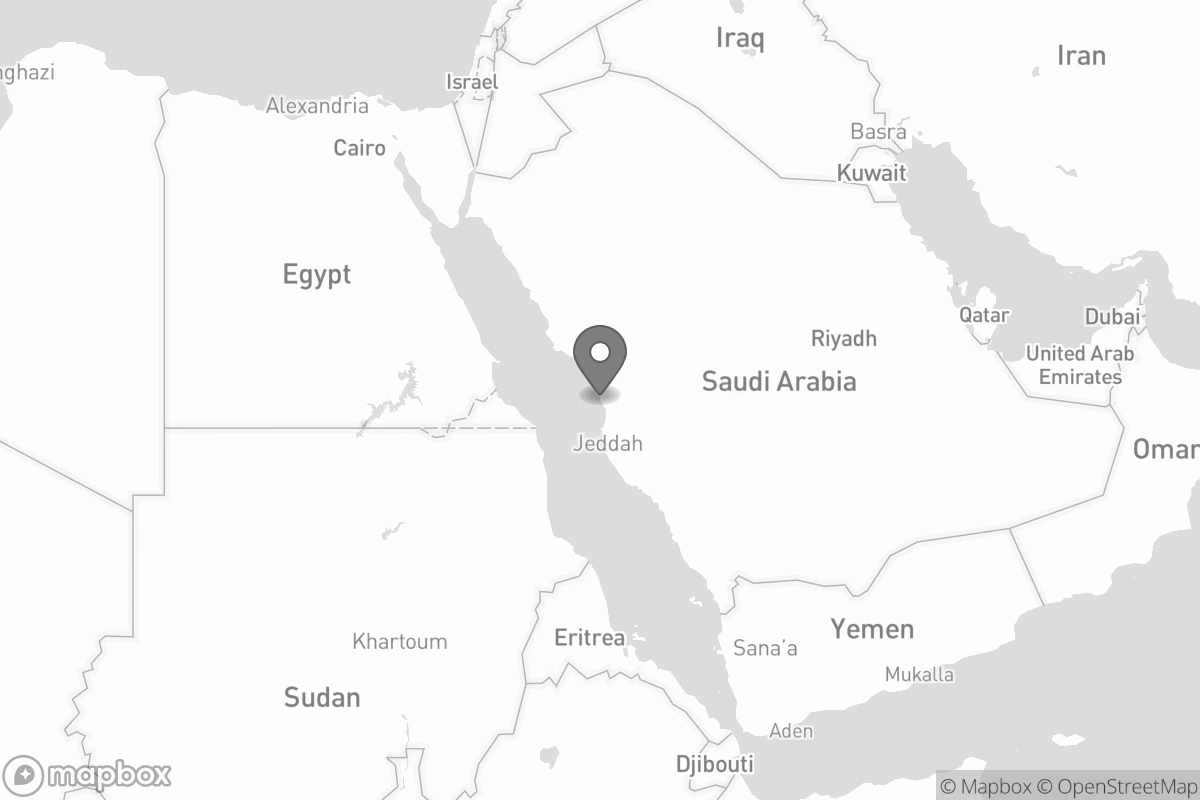 Iraq
Iran
nghazi
Israel
Alexandria
Basra
Cairo
Kuwait
Egypt
Qatar
Dubai
Riyadh
United Arab
Emirates
Saudi Arabia
Jeddah
Oman
Khartoum
Eritrea
Yemen
Sana’a
Mukalla
Sudan
Aden
Djibouti
mapbox
© Mapbox © OpenStreetMap